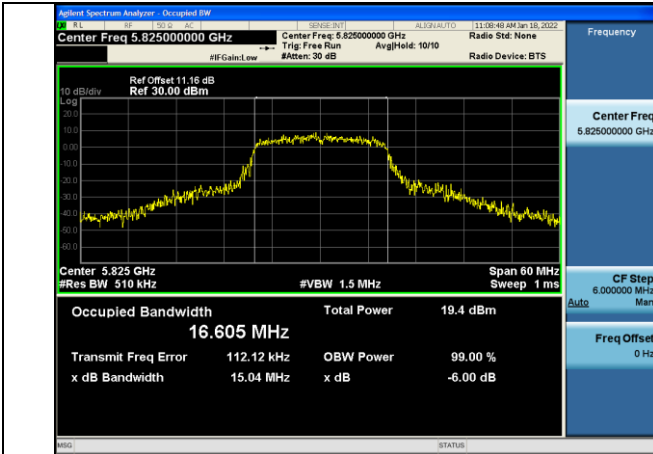 Agilent Spectrum Analyzer - Occupied BW
RL RF 50 Ω AC SENSE:INT ALIGNAUTO 11:08:48 AM Jan 18, 2022
Center Freq 5.825000000 GHz
Center Freq: 5.825000000 GHz
Radio Std: None
Trig: Free Run Avg|Hold: 10/10
#IFGain:Low
#Atten: 30 dB
Radio Device: BTS
Ref Offset 11.16 dB
10 dB/div Ref 30.00 dBm
Log
20.0
10.0
0.00
-10.0
-20.0
-30.0
-40.0
-50.0
-60.0
Center 5.825 GHz Span 60 MHz
#Res BW 510 kHz #VBW 1.5 MHz Sweep 1 ms
Occupied Bandwidth Total Power 19.4 dBm
16.605 MHz
Transmit Freq Error 112.12 kHz OBW Power 99.00 %
x dB Bandwidth 15.04 MHz x dB -6.00 dB
MSG STATUS
Frequency
Center Freq
5.825000000 GHz
CF Step
6.000000 MHz
Auto Man
Freq Offset
0 Hz